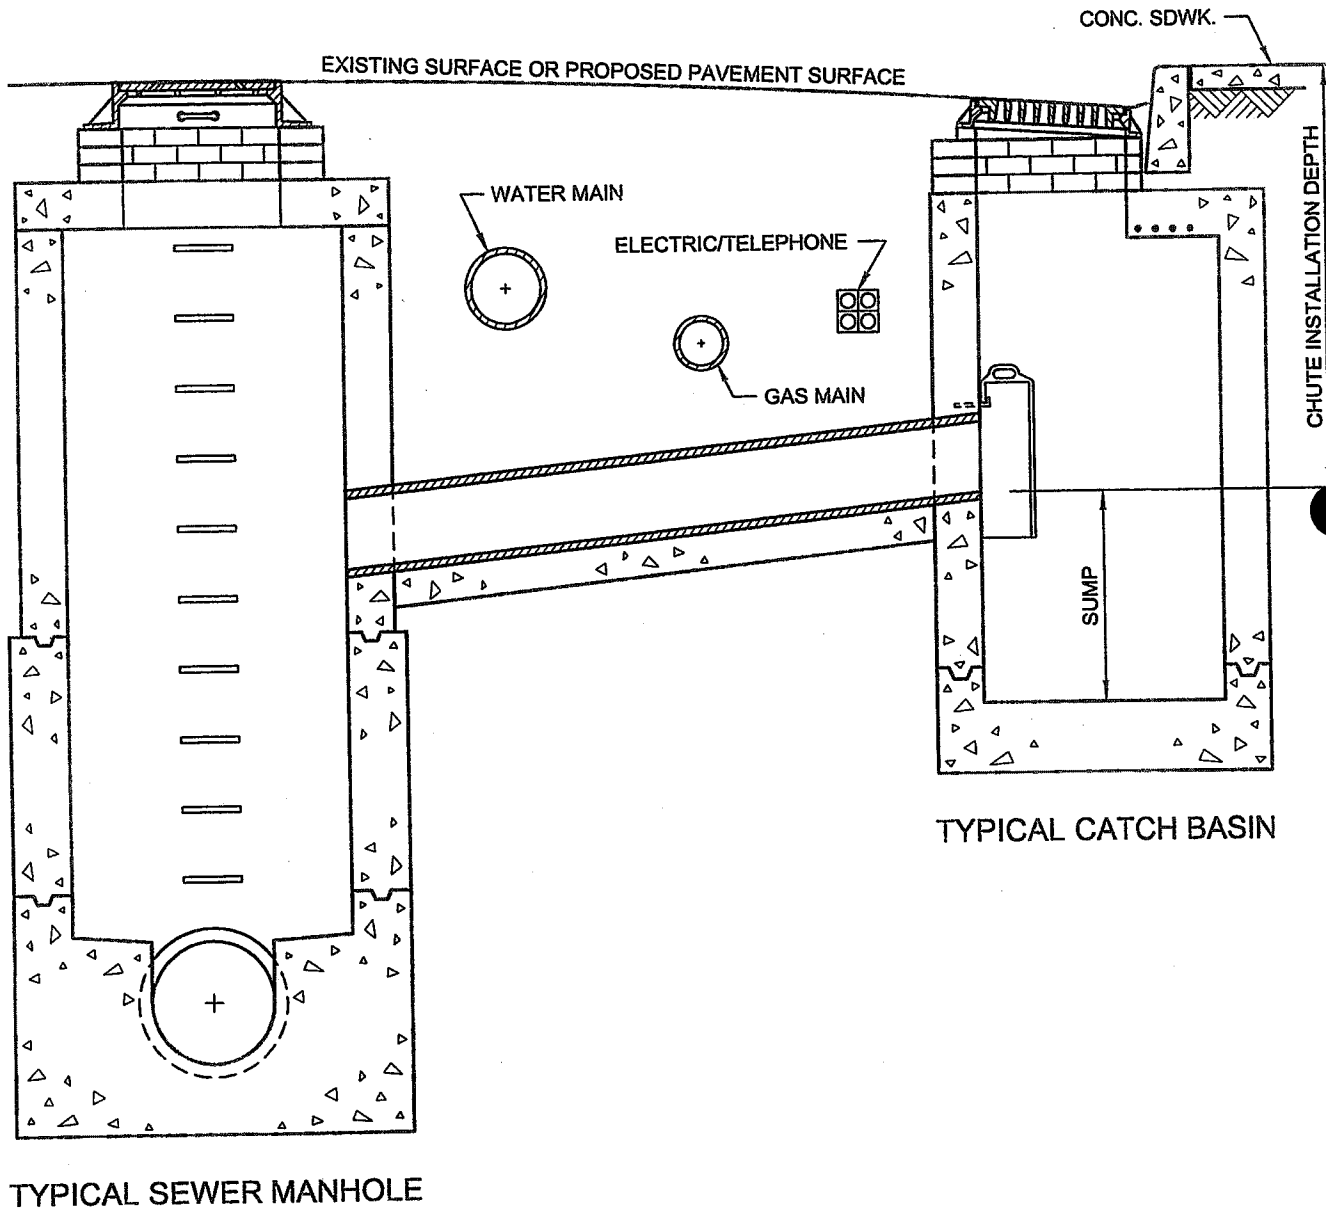 CONC. SDWK.
EXISTING SURFACE OR PROPOSED PAVEMENT SURFACE
WATER MAIN
ELECTRIC/TELEPHONE
GAS MAIN
CHUTE INSTALLATION DEPTH
SUMP
TYPICAL CATCH BASIN
TYPICAL SEWER MANHOLE